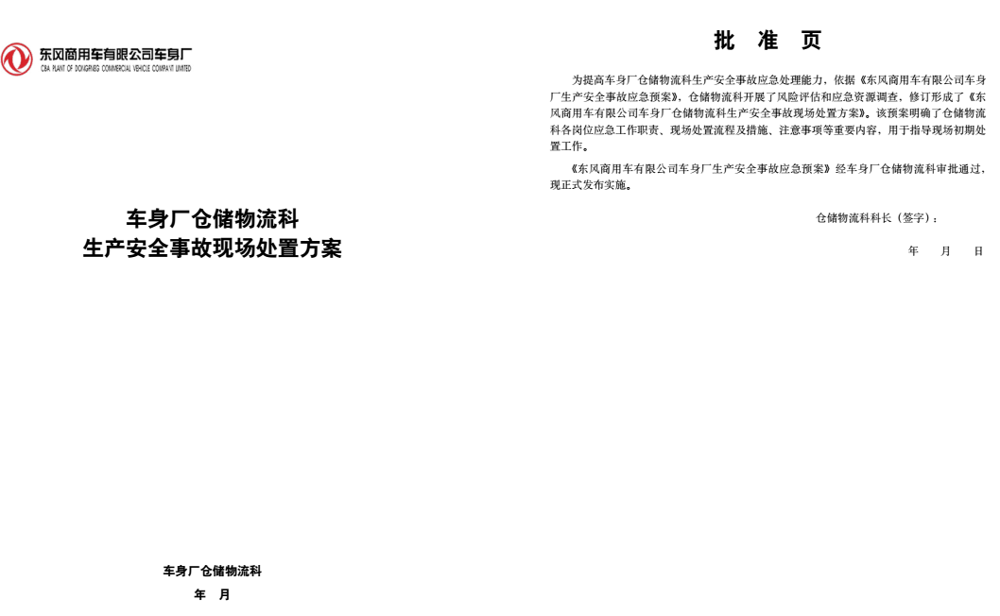 东风商用车有限公司车身厂
CBA PLANT OF DONGFNEG COMMERCIAL VEHICLE COMPANY LIMITED
车身厂仓储物流科
生产安全事故现场处置方案
车身厂仓储物流科
年 月
批 准 页
为提高车身厂仓储物流科生产安全事故应急处理能力，依据《东风商用车有限公司车身
厂生产安全事故应急预案》，仓储物流科开展了风险评估和应急资源调查，修订形成了《东
风商用车有限公司车身厂仓储物流科生产安全事故现场处置方案》。该预案明确了仓储物流
科各岗位应急工作职责、现场处置流程及措施、注意事项等重要内容，用于指导现场初期处
置工作。
《东风商用车有限公司车身厂生产安全事故应急预案》经车身厂仓储物流科审批通过，
现正式发布实施。
仓储物流科科长（签字）：
年 月 日